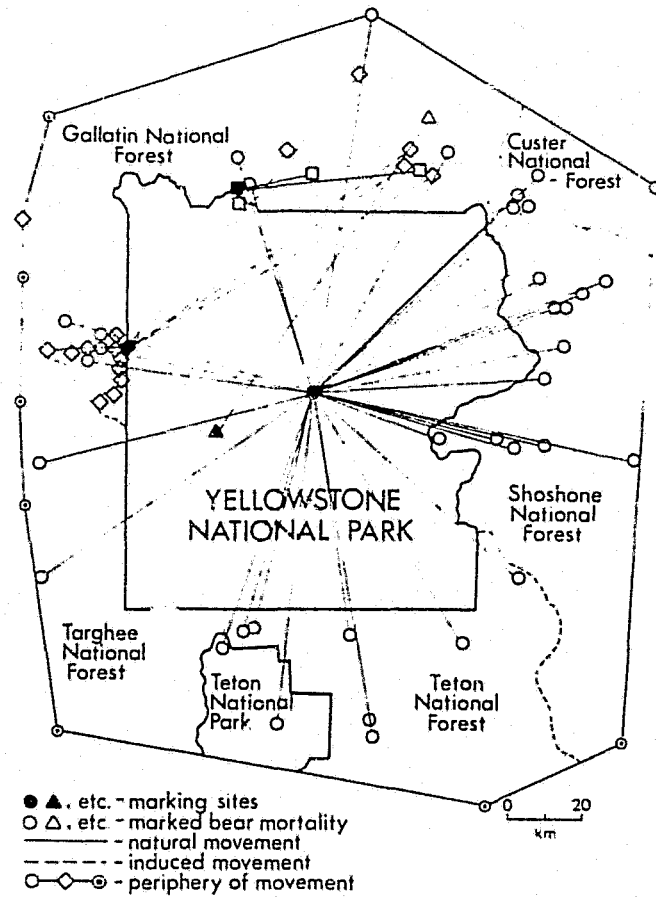 Gallatin National
Forest
Custer
National
- Forest
YELLOWSTONE
NATIONAL PARK
Shoshone
National
Forest
Targhee
National
Forest
Teton
National
Park
Teton
National
Forest
● ▲, etc. - marking sites
○ △, etc. - marked bear mortality
- natural movement
- induced movement
- periphery of movement
0 20
km